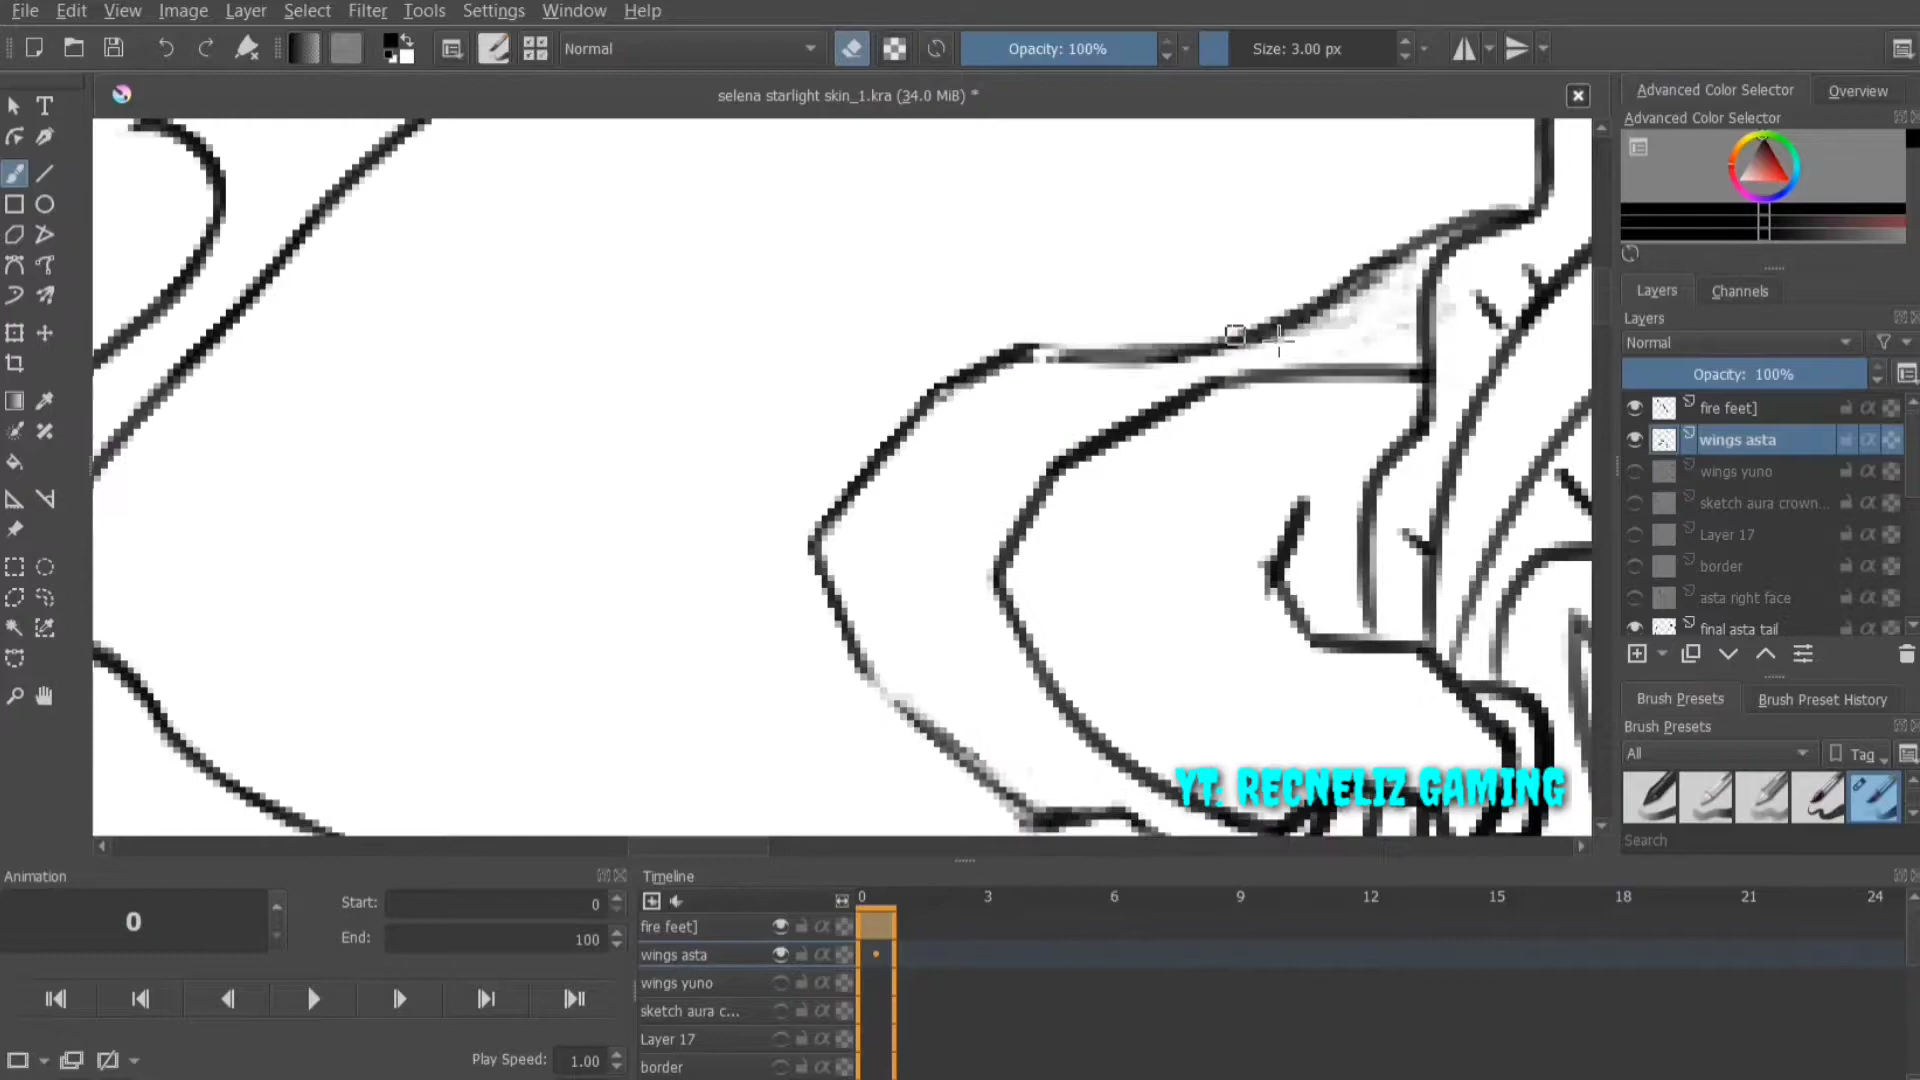 File Edit View Image Layer Select Filter Tools Settings Window Help
Normal
Opacity: 100%
Size: 3.00 px
selena starlight skin_1.kra (34.0 MiB) *
Advanced Color Selector
Overview
Advanced Color Selector
Layers
Channels
Layers
Normal
Opacity: 100%
fire feet]
wings asta
wings yuno
sketch aura crown...
Layer 17
border
asta right face
final asta tail
Brush Presets
Brush Preset History
Brush Presets
All
Tag
Search
YT: RECNELIZ GAMING
Animation
0
Start: 0
End: 100
Play Speed: 1.00
Timeline
0 3 6 9 12 15 18 21 24
fire feet]
wings asta
wings yuno
sketch aura c...
Layer 17
border